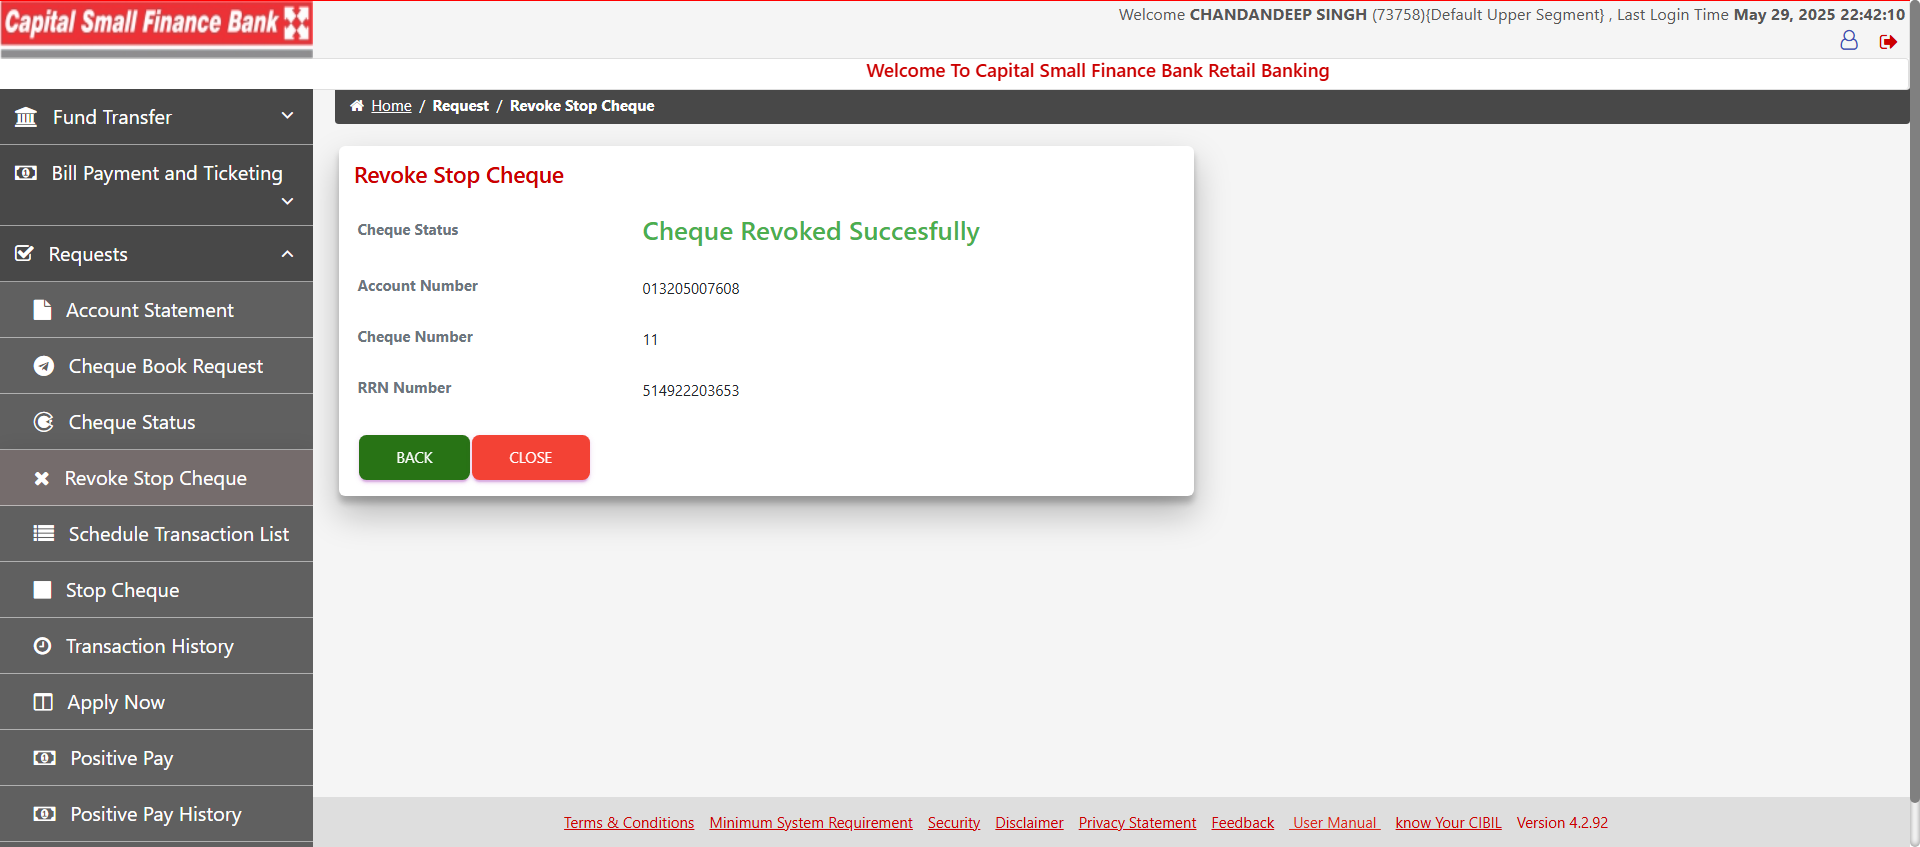 Capital Small Finance Bank
Welcome CHANDANDEEP SINGH (73758){Default Upper Segment} , Last Login Time May 29, 2025 22:42:10
Welcome To Capital Small Finance Bank Retail Banking
Home / Request / Revoke Stop Cheque
Fund Transfer
Bill Payment and Ticketing
Requests
Account Statement
Cheque Book Request
Cheque Status
Revoke Stop Cheque
Schedule Transaction List
Stop Cheque
Transaction History
Apply Now
Positive Pay
Positive Pay History
Revoke Stop Cheque
Cheque Status Cheque Revoked Succesfully
Account Number 013205007608
Cheque Number 11
RRN Number 514922203653
BACK CLOSE
Terms & Conditions Minimum System Requirement Security Disclaimer Privacy Statement Feedback User Manual know Your CIBIL Version 4.2.92